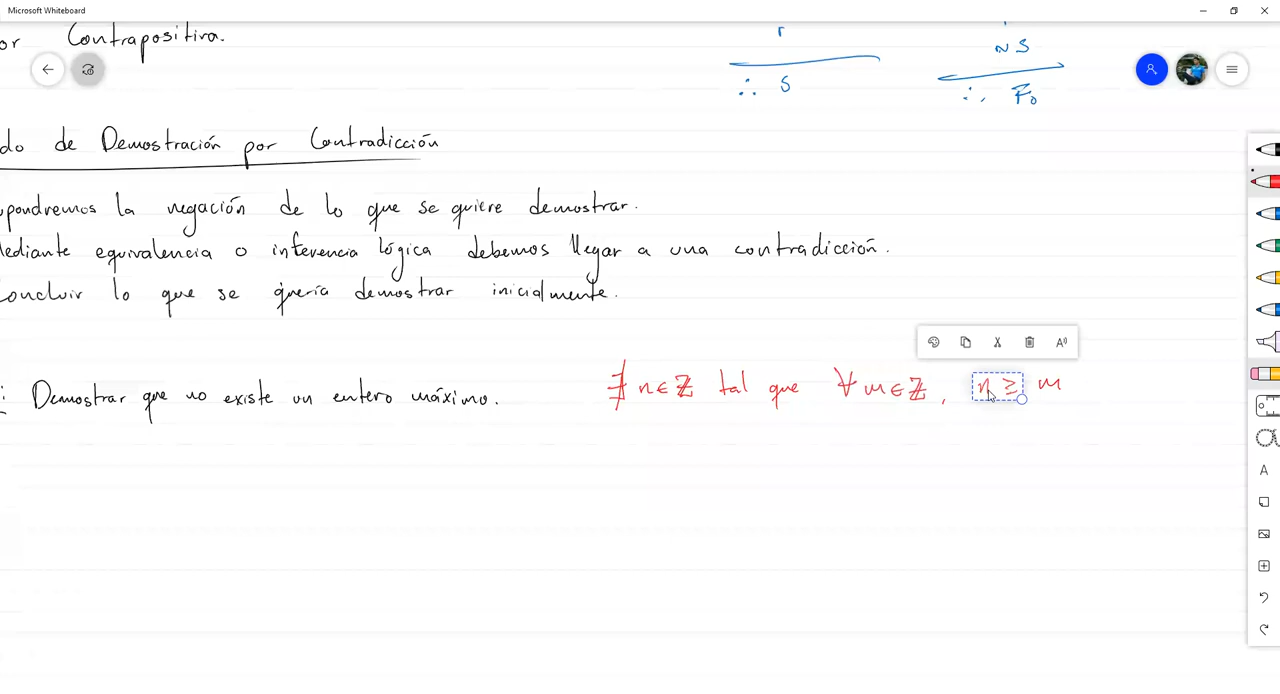 Microsoft Whiteboard
or Contrapositiva.
r
∴ S
N S
∴ F₀
do de Demostración por Contradicción
pondremos la negación de lo que se quiere demostrar.
ediante equivalencia o inferencia lógica debemos llegar a una contradicción.
oncluir lo que se quería demostrar inicialmente.
: Demostrar que no existe un entero máximo.
∄ n ∈ ℤ tal que ∀ m ∈ ℤ, n ≥ m